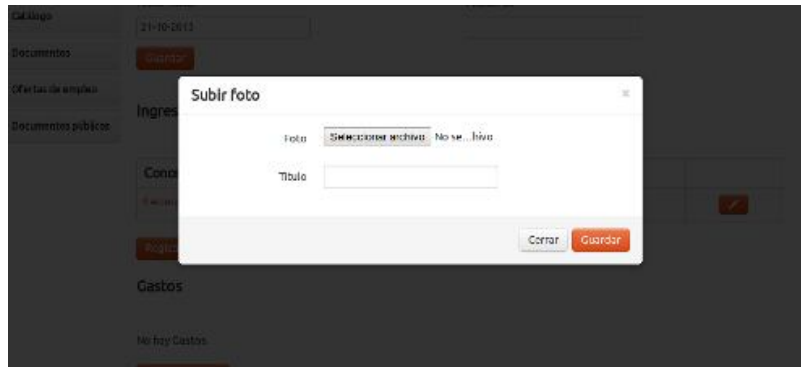 Catálogo
21-10-2013
Documentos
Guardar
Ofertas de empleo
Subir foto
×
Ingres
Documentos públicos
Foto
Seleccionar archivo No se...hivo
Conce
Título
Cerrar
Guardar
Gastos
No hay Gastos